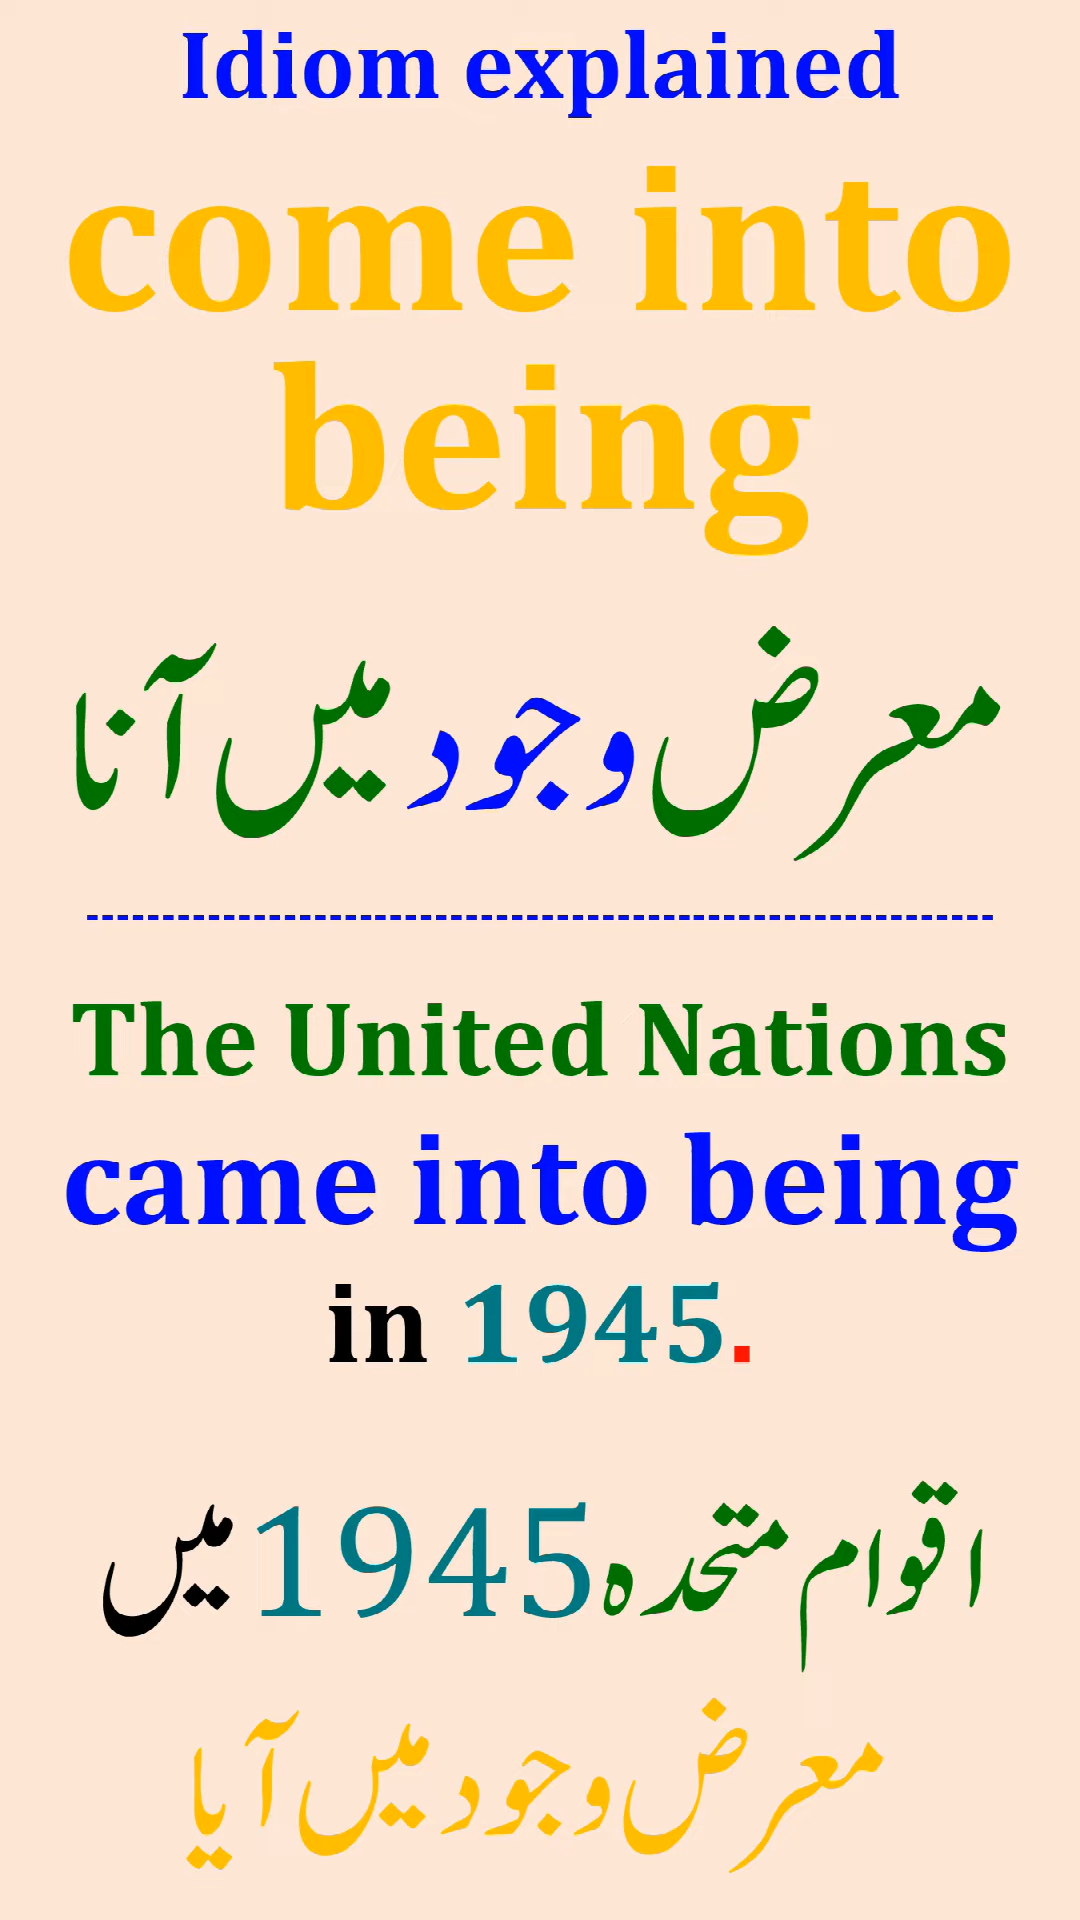 Idiom explained
come into
being
معرض وجود میں آنا
The United Nations
came into being
in 1945.
اقوام متحدہ 1945 میں
معرض وجود میں آیا